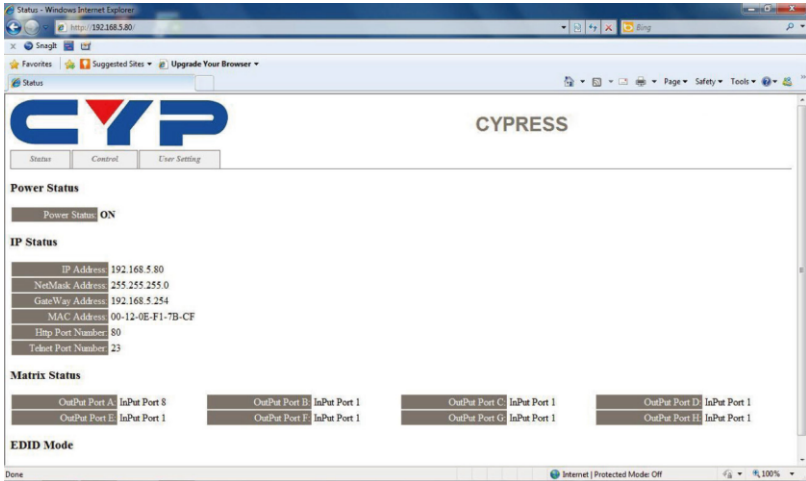 Status - Windows Internet Explorer
http://192.168.5.80/
Bing
x SnagIt
Favorites Suggested Sites Upgrade Your Browser
Status Page Safety Tools
CYP
CYPRESS
Status Control User Setting
Power Status
Power Status: ON
IP Status
IP Address: 192.168.5.80
NetMask Address: 255.255.255.0
GateWay Address: 192.168.5.254
MAC Address: 00-12-0E-F1-7B-CF
Http Port Number: 80
Telnet Port Number: 23
Matrix Status
OutPut Port A: InPut Port 8 OutPut Port B: InPut Port 1 OutPut Port C: InPut Port 1 OutPut Port D: InPut Port 1
OutPut Port E: InPut Port 1 OutPut Port F: InPut Port 1 OutPut Port G: InPut Port 1 OutPut Port H: InPut Port 1
EDID Mode
Done Internet | Protected Mode: Off 100%